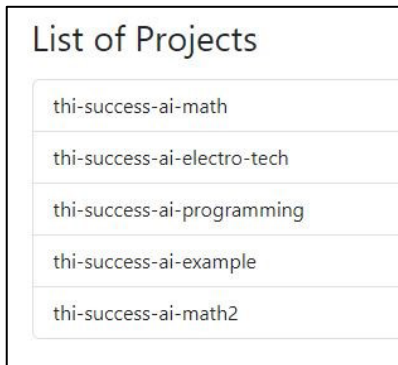 List of Projects
thi-success-ai-math
thi-success-ai-electro-tech
thi-success-ai-programming
thi-success-ai-example
thi-success-ai-math2